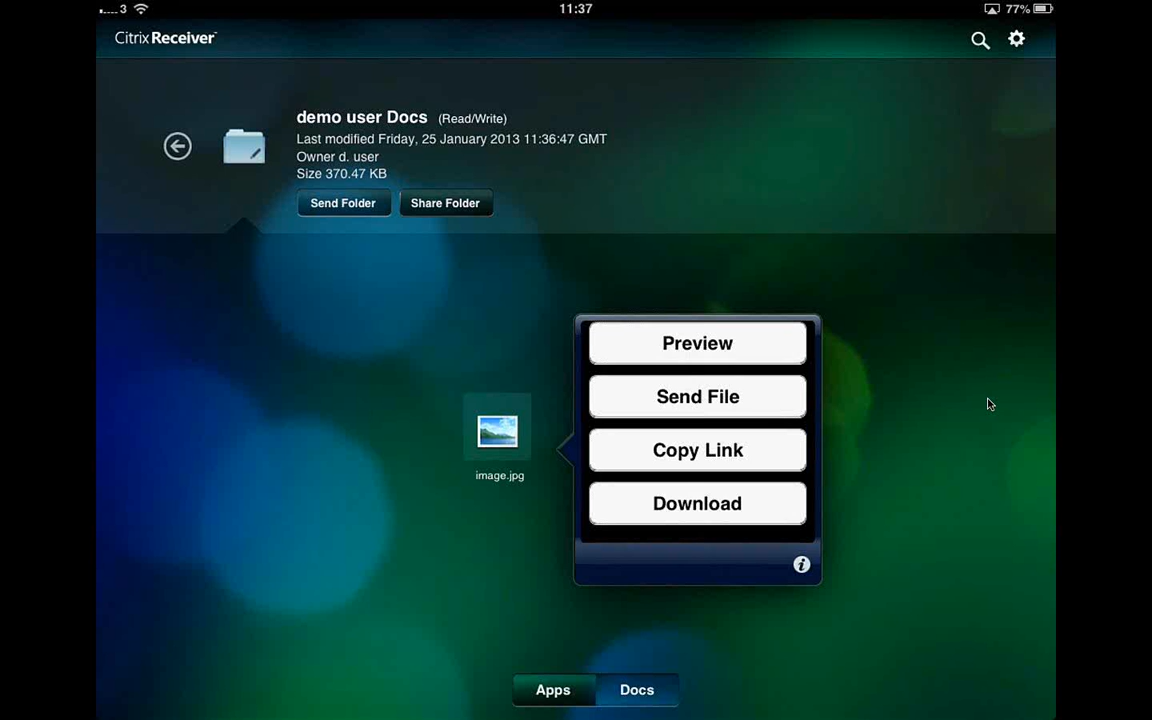 3
11:37
77%
Citrix Receiver™
demo user Docs (Read/Write)
Last modified Friday, 25 January 2013 11:36:47 GMT
Owner d. user
Size 370.47 KB
Send Folder Share Folder
Preview
Send File
Copy Link
Download
image.jpg
i
Apps Docs